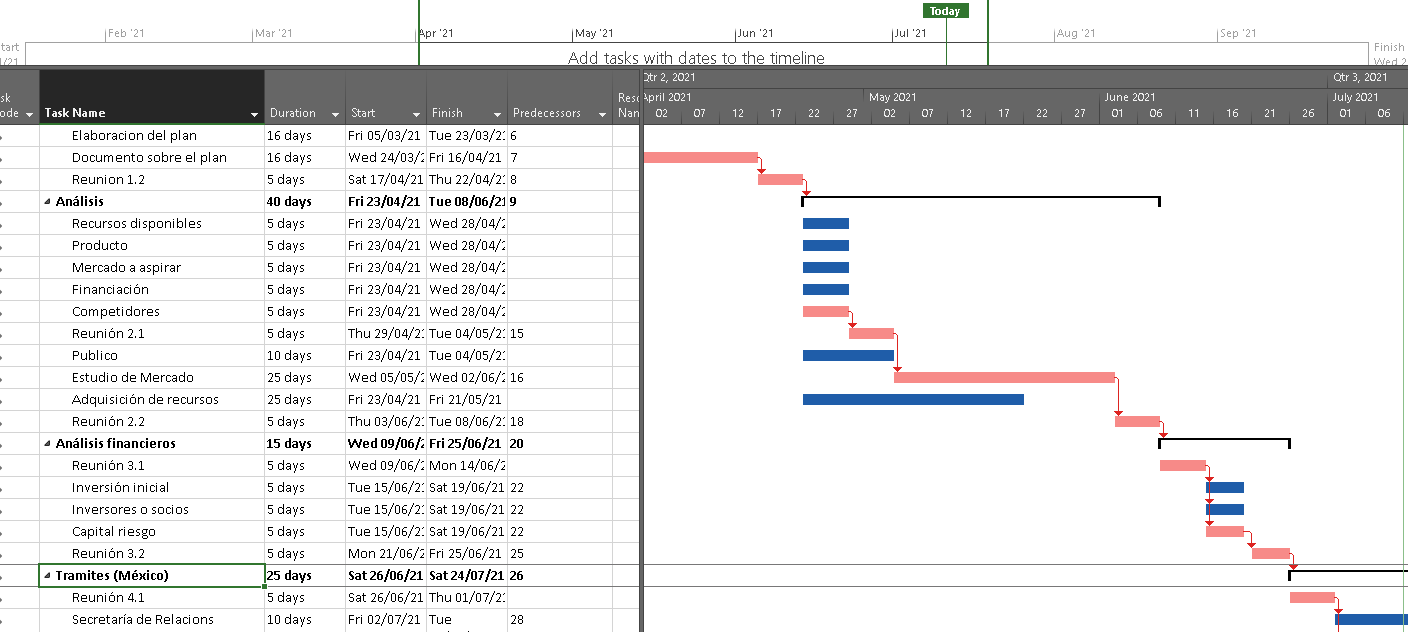 Today
Feb '21 Mar '21 Apr '21 May '21 Jun '21 Jul '21 Aug '21 Sep '21
Add tasks with dates to the timeline
Finish
Qtr 2, 2021 Qtr 3, 2021
April 2021 May 2021 June 2021 July 2021
Task Name Duration Start Finish Predecessors
02 07 12 17 22 27 02 07 12 17 22 27 01 06 11 16 21 26 01 06
Elaboracion del plan 16 days Fri 05/03/21 Tue 23/03/21 6
Documento sobre el plan 16 days Wed 24/03/2 Fri 16/04/21 7
Reunion 1.2 5 days Sat 17/04/21 Thu 22/04/21 8
Análisis 40 days Fri 23/04/21 Tue 08/06/21 9
Recursos disponibles 5 days Fri 23/04/21 Wed 28/04/2
Producto 5 days Fri 23/04/21 Wed 28/04/2
Mercado a aspirar 5 days Fri 23/04/21 Wed 28/04/2
Financiación 5 days Fri 23/04/21 Wed 28/04/2
Competidores 5 days Fri 23/04/21 Wed 28/04/2
Reunión 2.1 5 days Thu 29/04/21 Tue 04/05/21 15
Publico 10 days Fri 23/04/21 Tue 04/05/21
Estudio de Mercado 25 days Wed 05/05/ Wed 02/06/ 16
Adquisición de recursos 25 days Fri 23/04/21 Fri 21/05/21
Reunión 2.2 5 days Thu 03/06/21 Tue 08/06/21 18
Análisis financieros 15 days Wed 09/06/ Fri 25/06/21 20
Reunión 3.1 5 days Wed 09/06/ Mon 14/06/
Inversión inicial 5 days Tue 15/06/21 Sat 19/06/21 22
Inversores o socios 5 days Tue 15/06/21 Sat 19/06/21 22
Capital riesgo 5 days Tue 15/06/21 Sat 19/06/21 22
Reunión 3.2 5 days Mon 21/06/ Fri 25/06/21 25
Tramites (México) 25 days Sat 26/06/21 Sat 24/07/21 26
Reunión 4.1 5 days Sat 26/06/21 Thu 01/07/21
Secretaría de Relacions 10 days Fri 02/07/21 Tue 28